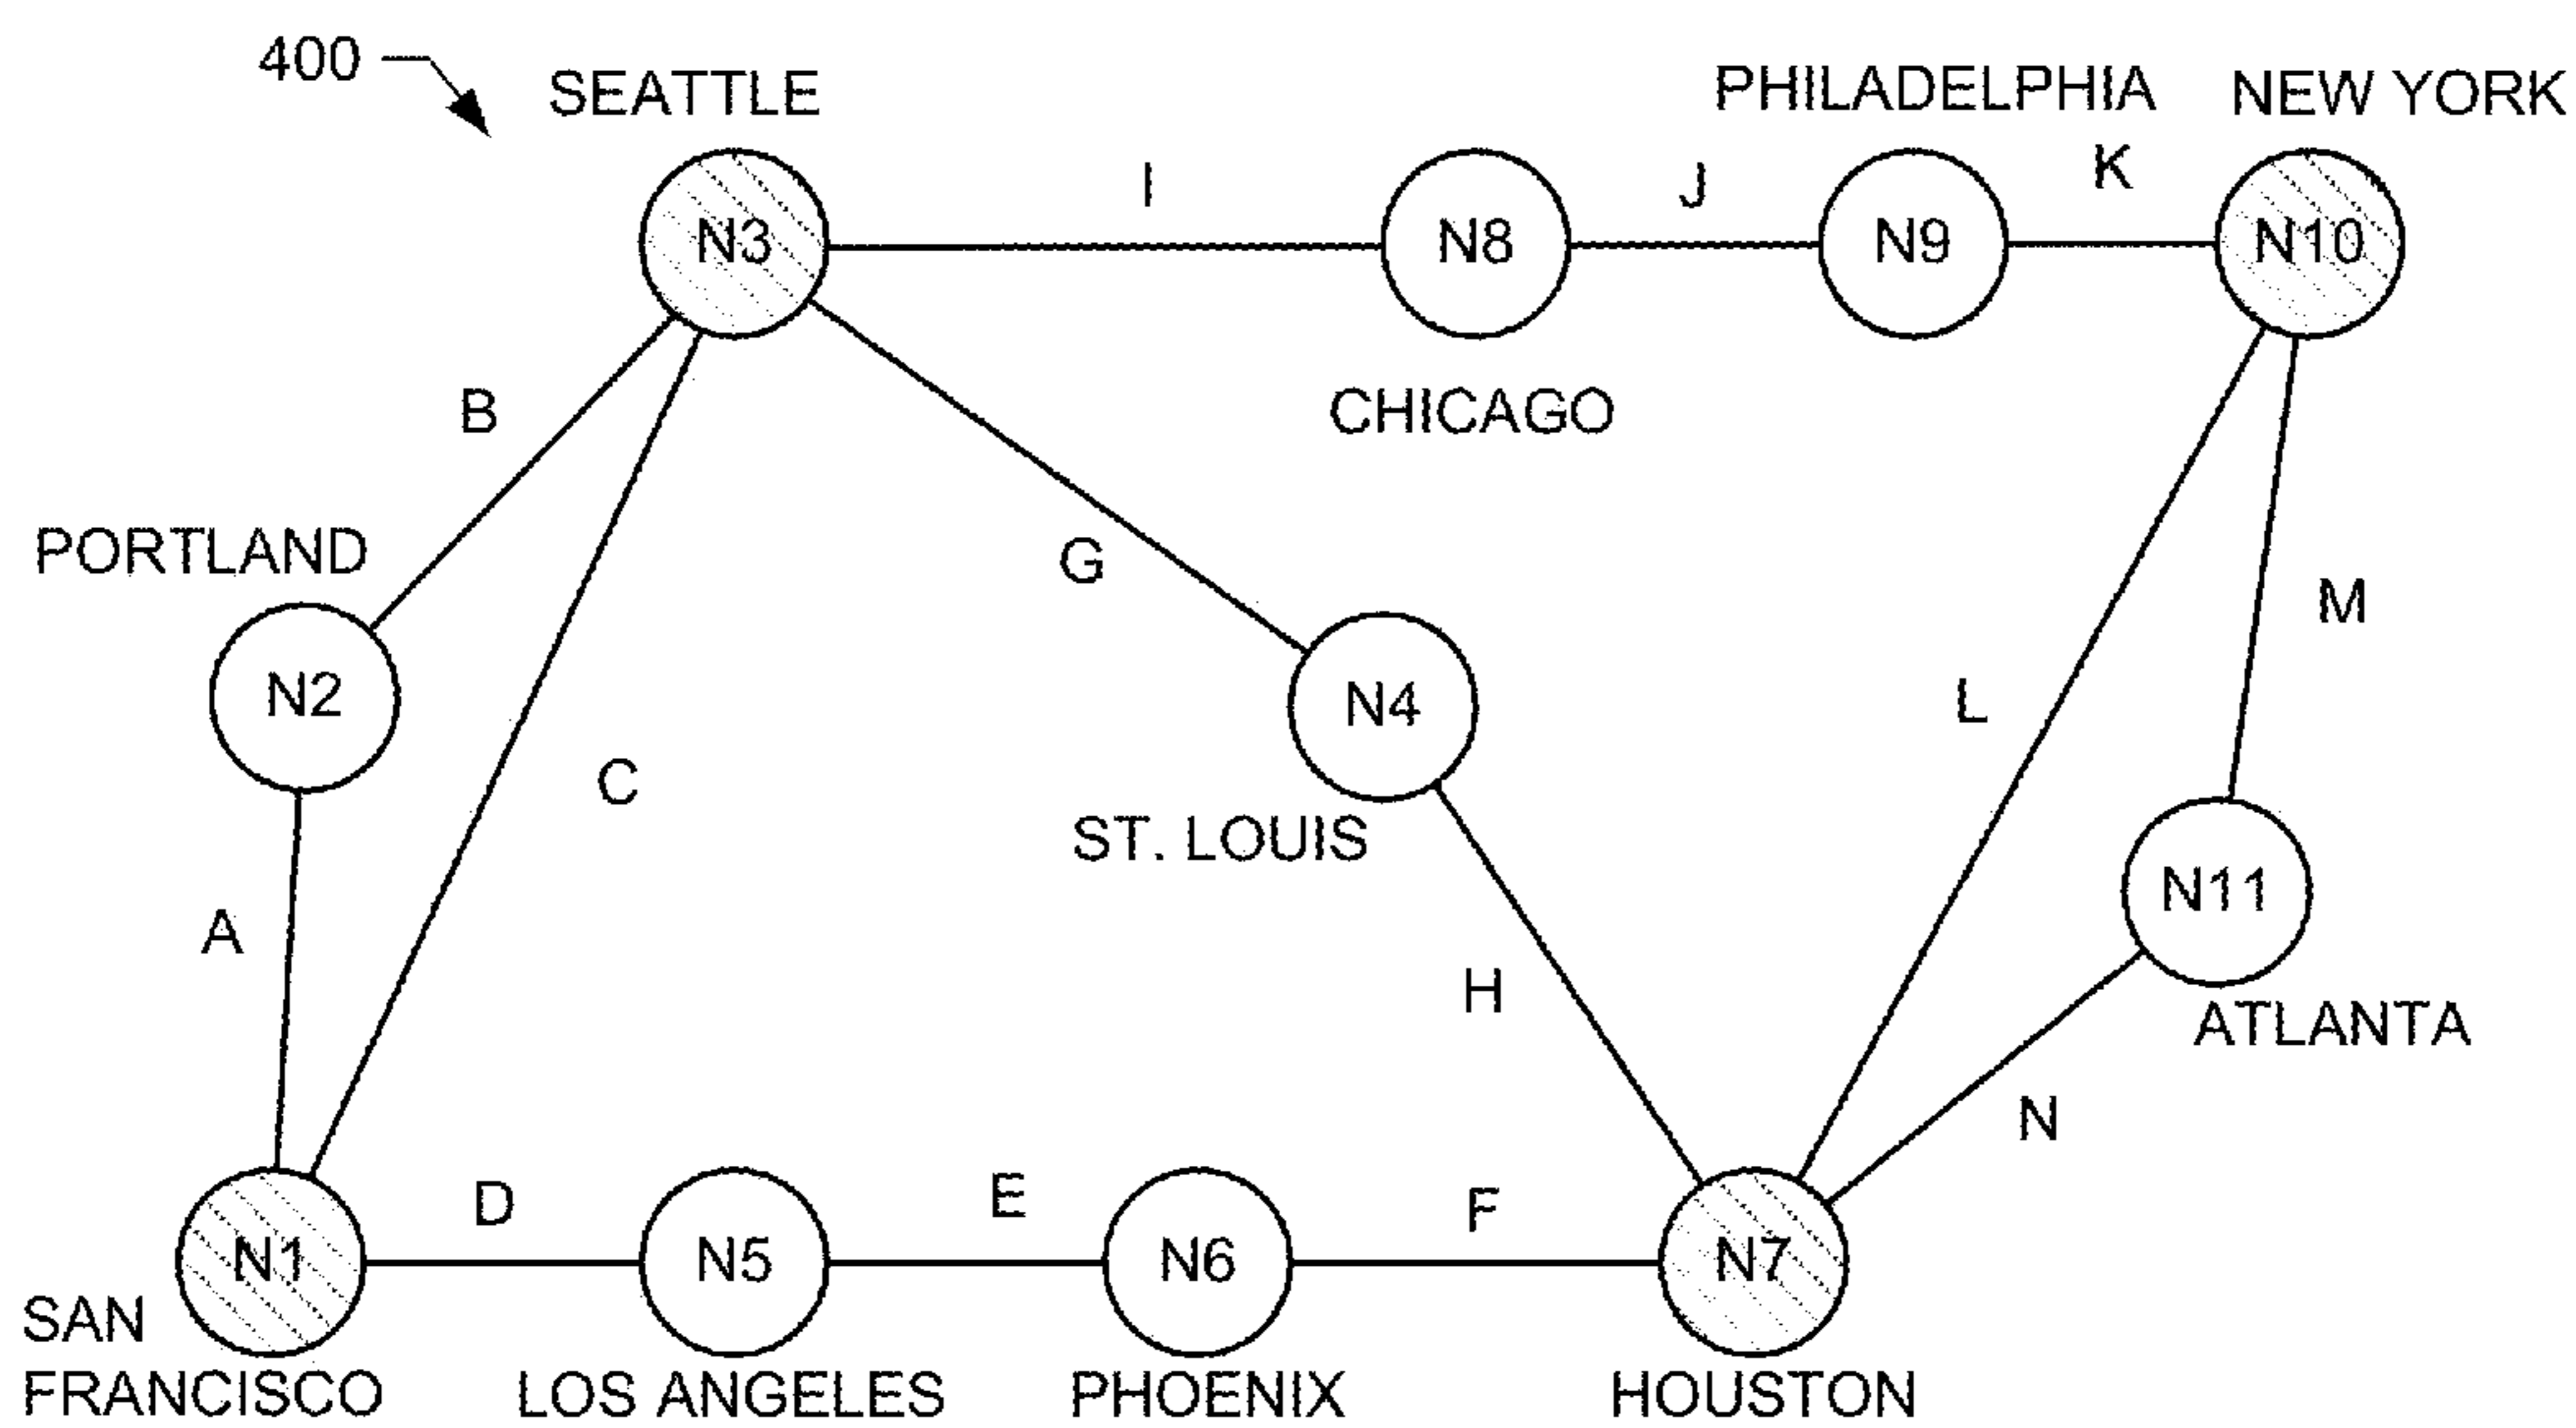 400
SEATTLE
PHILADELPHIA
NEW YORK
N3
I
N8
J
N9
K
N10
B
CHICAGO
PORTLAND
G
M
N2
N4
L
C
ST. LOUIS
N11
A
H
ATLANTA
N
N1
D
N5
E
N6
F
N7
SAN
FRANCISCO
LOS ANGELES
PHOENIX
HOUSTON